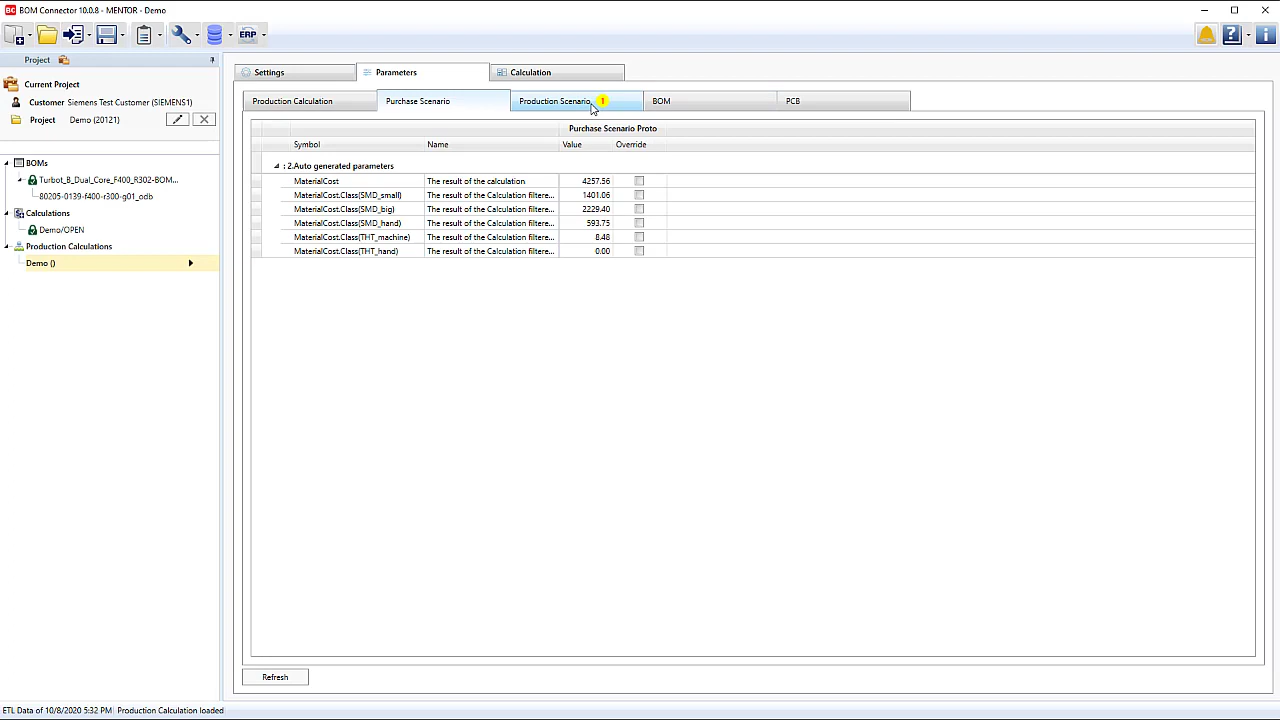 BC BOM Connector 10.0.8 - MENTOR - Demo
ERP
Project
Settings
Parameters
Calculation
Current Project
Customer Siemens Test Customer (SIEMENS1)
Project Demo (20121)
Production Calculation
Purchase Scenario
Production Scenario 1
BOM
PCB
Purchase Scenario Proto
Symbol Name Value Override
: 2.Auto generated parameters
MaterialCost The result of the calculation 4257.56
MaterialCost.Class(SMD_small) The result of the Calculation filtere... 1401.06
MaterialCost.Class(SMD_big) The result of the Calculation filtere... 2229.40
MaterialCost.Class(SMD_hand) The result of the Calculation filtere... 593.75
MaterialCost.Class(THT_machine) The result of the Calculation filtere... 8.48
MaterialCost.Class(THT_hand) The result of the Calculation filtere... 0.00
BOMs
Turbot_B_Dual_Core_F400_R302-BOM...
80205-0139-f400-r300-g01_odb
Calculations
Demo/OPEN
Production Calculations
Demo ()
Refresh
ETL Data of 10/8/2020 5:32 PM Production Calculation loaded